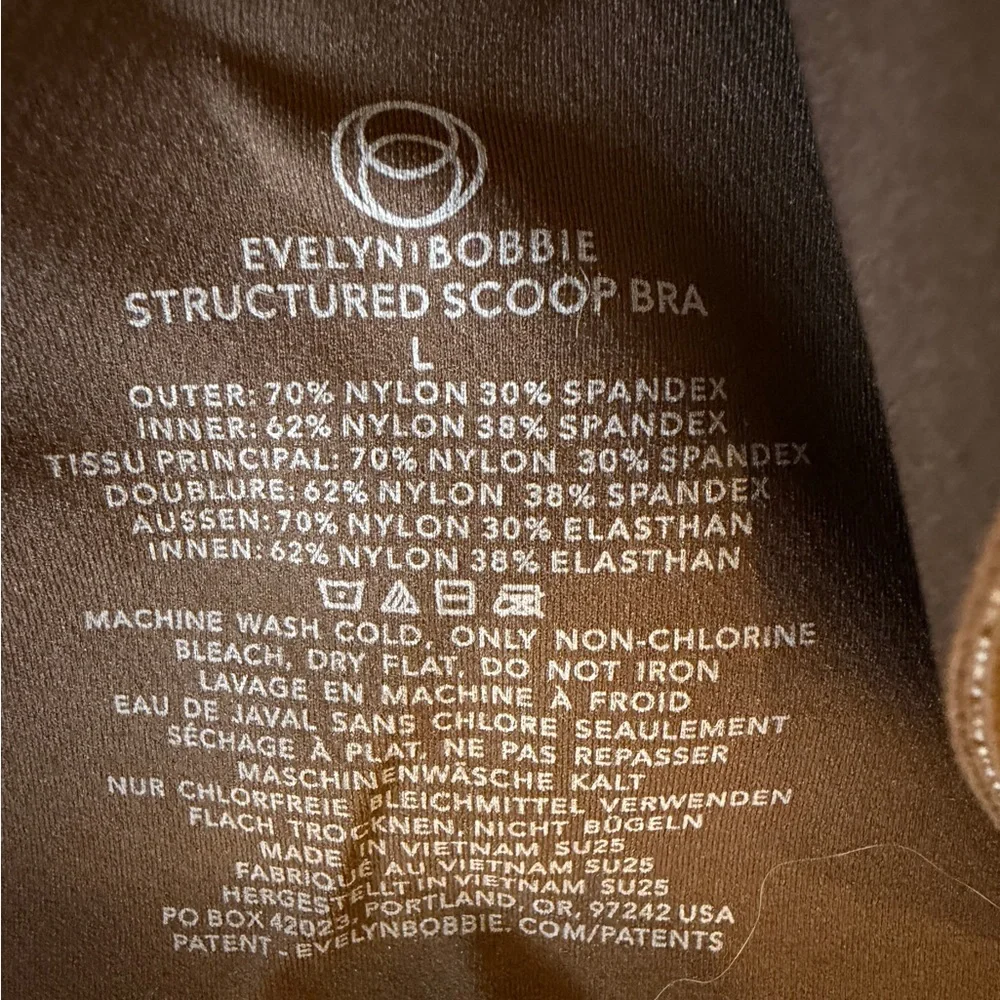 EVELYN BOBBIE
STRUCTURED SCOOP BRA
L
OUTER: 70% NYLON 30% SPANDEX
INNER: 62% NYLON 38% SPANDEX
TISSU PRINCIPAL: 70% NYLON 30% SPANDEX
DOUBLURE: 62% NYLON 38% SPANDEX
AUSSEN: 70% NYLON 30% ELASTHAN
INNEN: 62% NYLON 38% ELASTHAN
MACHINE WASH COLD, ONLY NON-CHLORINE
BLEACH, DRY FLAT, DO NOT IRON
LAVAGE EN MACHINE À FROID
EAU DE JAVAL SANS CHLORE SEAULEMENT
SÉCHAGE À PLAT, NE PAS REPASSER
MASCHINENWÄSCHE KALT
NUR CHLORFREIE BLEICHMITTEL VERWENDEN
FLACH TROCKNEN, NICHT BÜGELN
MADE IN VIETNAM SU25
FABRIQUÉ AU VIETNAM SU25
HERGESTELLT IN VIETNAM SU25
PO BOX 42023, PORTLAND, OR, 97242 USA
PATENT - EVELYNBOBBIE.COM/PATENTS